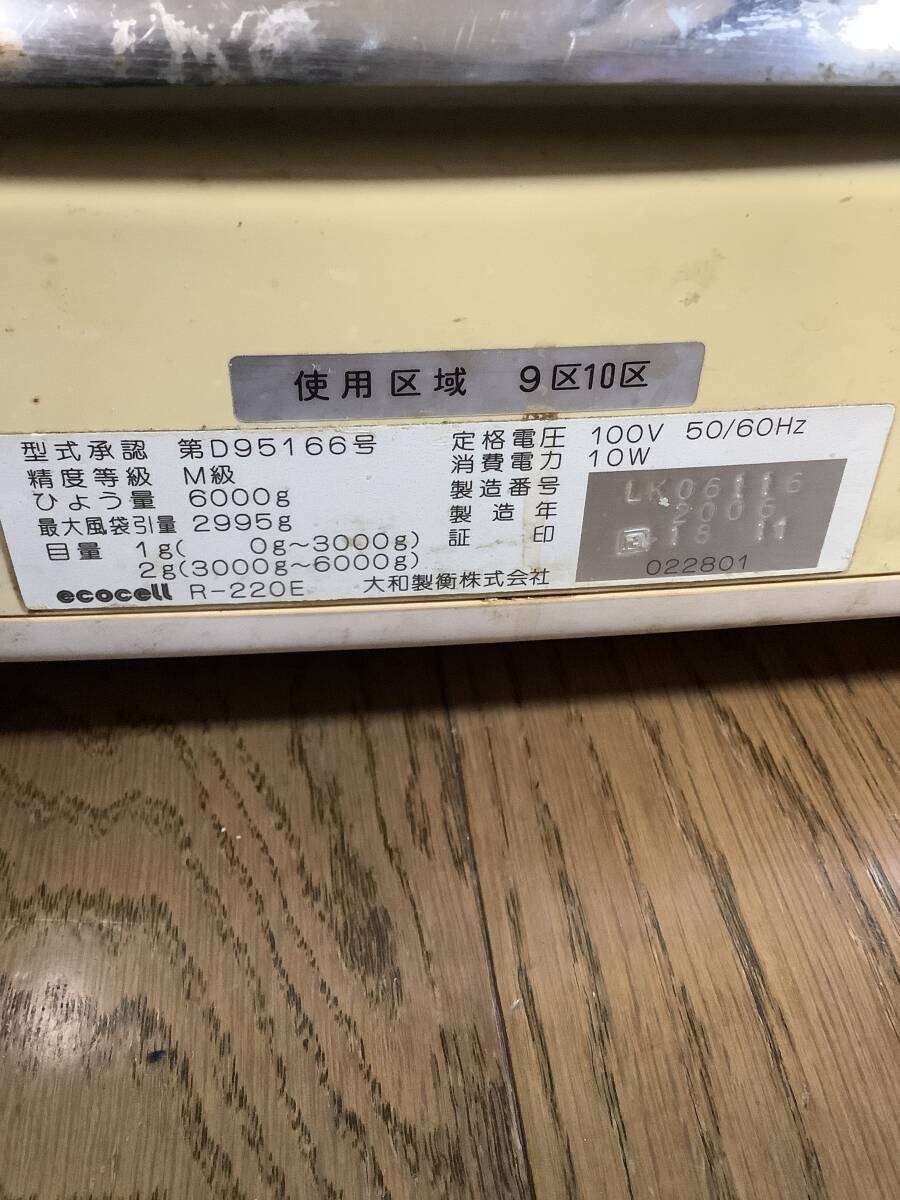 使用区域 9区10区
型式承認 第D95166号
精度等級 M級
ひょう量 6000g
最大風袋引量 2995g
目量 1g( 0g~3000g)
2g(3000g~6000g)
ecocell R-220E 大和製衡株式会社
定格電圧 100V 50/60Hz
消費電力 10W
製造番号 LK06116
製造年 2006
証印 18 11
022801